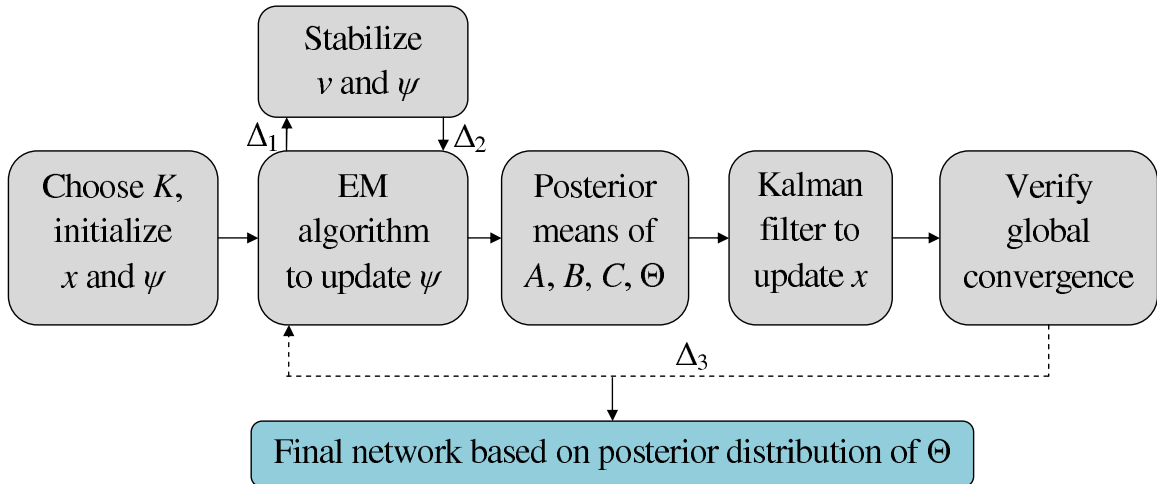 Stabilize
v and ψ
Δ1
Δ2
Choose K,
initialize
x and ψ
EM
algorithm
to update ψ
Posterior
means of
A, B, C, Θ
Kalman
filter to
update x
Verify
global
convergence
Δ3
Final network based on posterior distribution of Θ